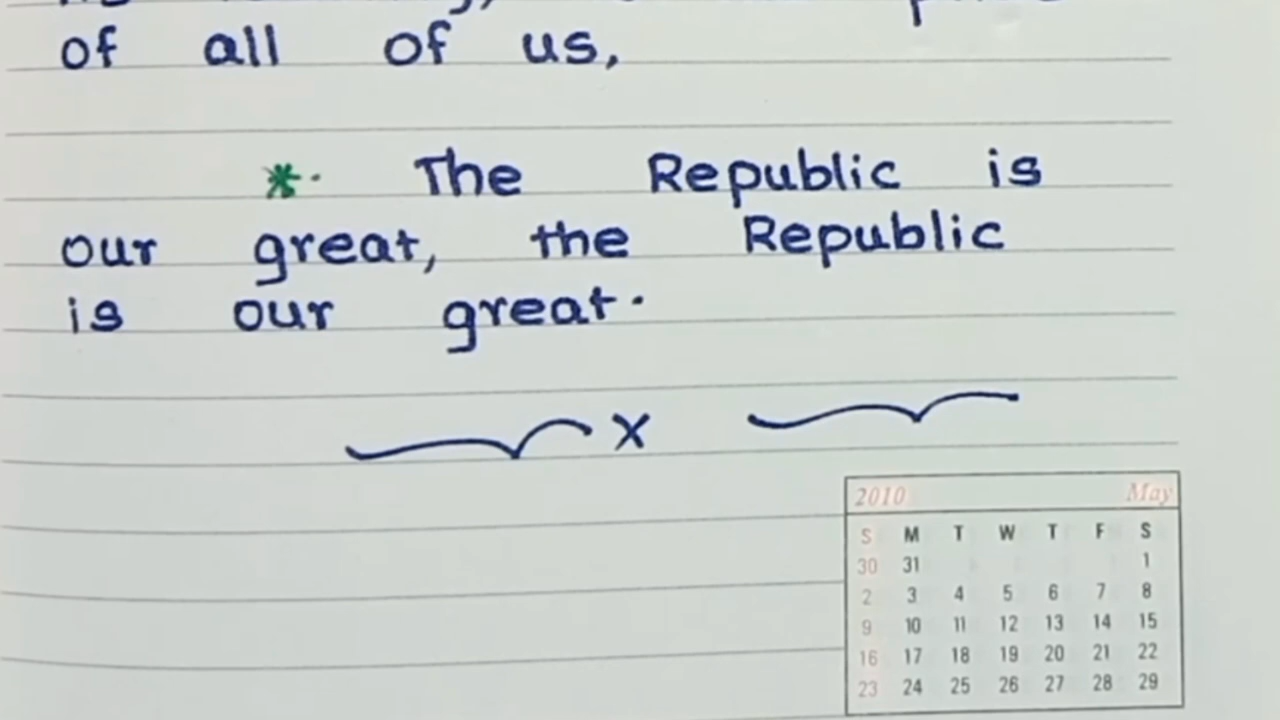 of all of us,
*. The Republic is
our great, the Republic
is our great.
x
2010 May
S M T W T F S
30 31 1
2 3 4 5 6 7 8
9 10 11 12 13 14 15
16 17 18 19 20 21 22
23 24 25 26 27 28 29